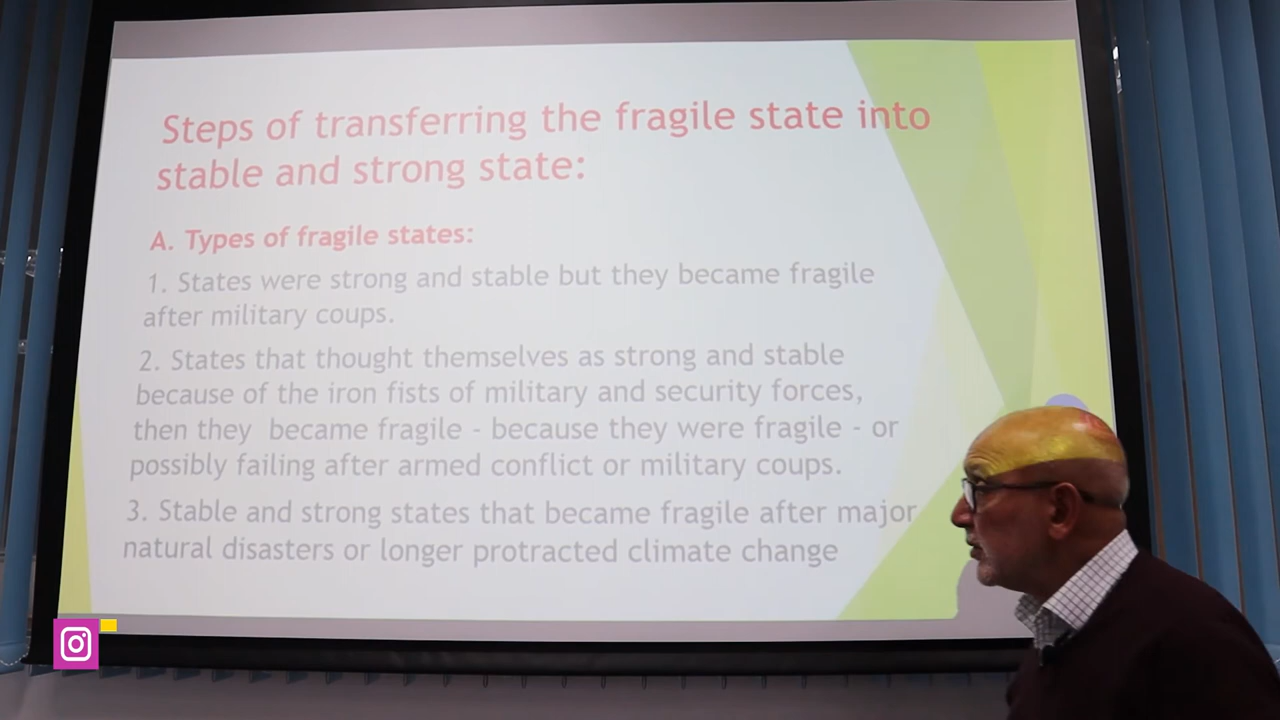 Steps of transferring the fragile state into
stable and strong state:
A. Types of fragile states:
1. States were strong and stable but they became fragile
after military coups.
2. States that thought themselves as strong and stable
because of the iron fists of military and security forces,
then they became fragile - because they were fragile - or
possibly failing after armed conflict or military coups.
3. Stable and strong states that became fragile after major
natural disasters or longer protracted climate change